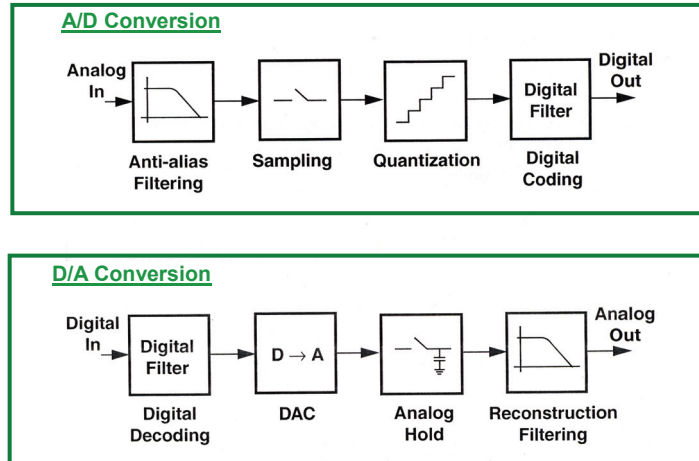 A/D Conversion
Analog
In
Digital
Out
Digital
Filter
Anti-alias
Filtering
Sampling
Quantization
Digital
Coding
D/A Conversion
Digital
In
Analog
Out
Digital
Filter
D → A
Digital
Decoding
DAC
Analog
Hold
Reconstruction
Filtering